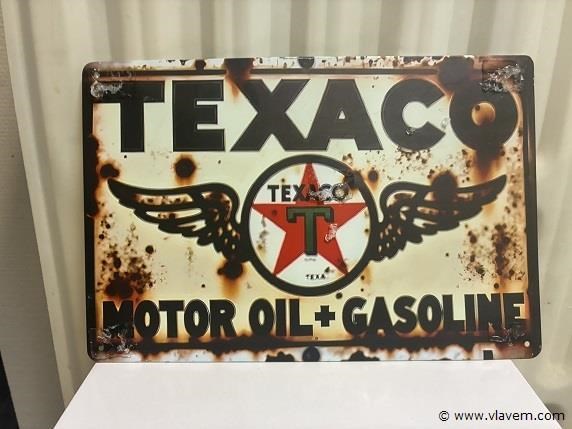 TEXACO
TEXACO
T
TEXA
MOTOR OIL + GASOLINE
© www.vlavem.com